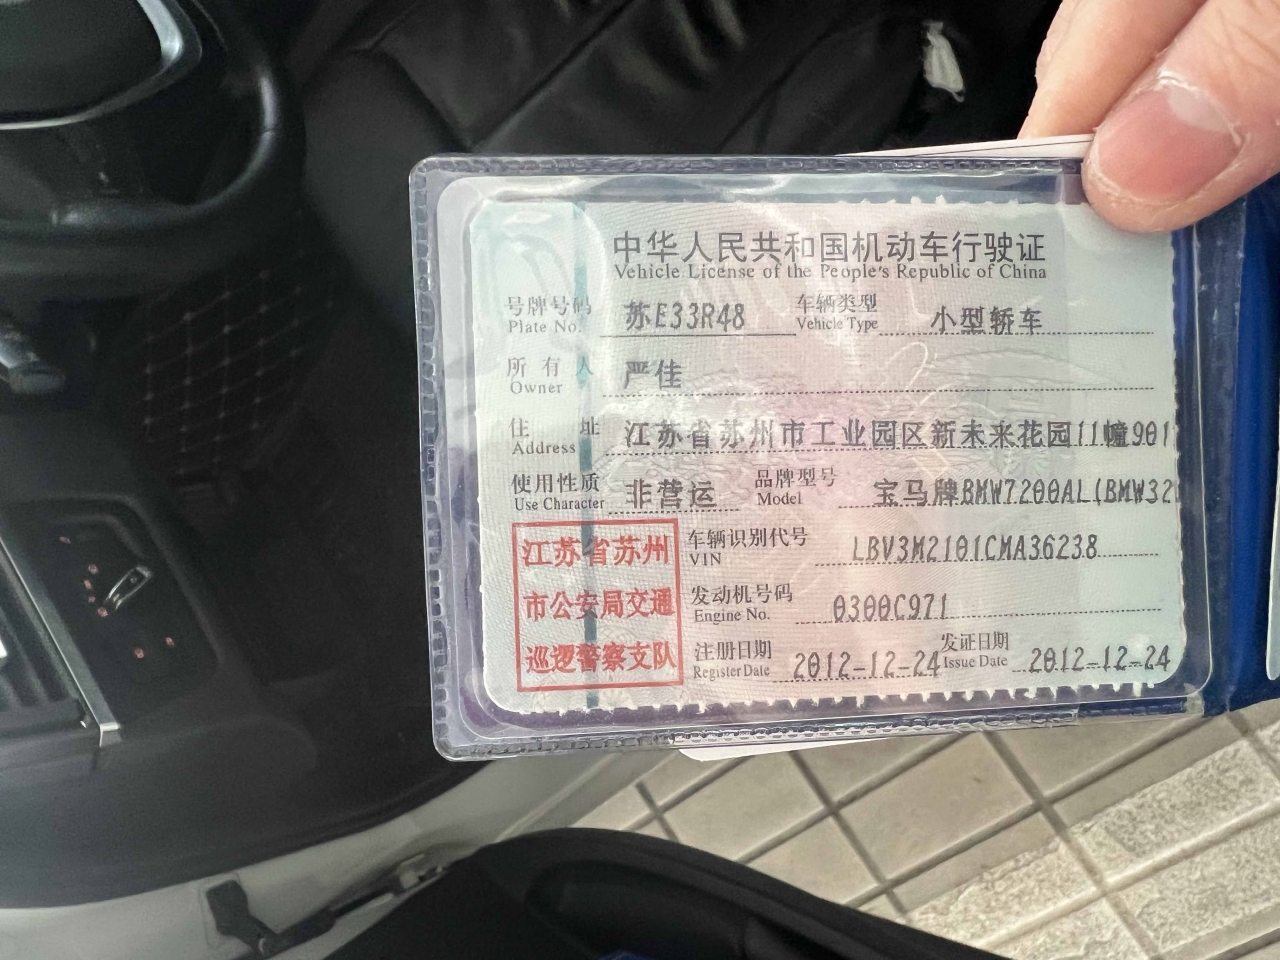 中华人民共和国机动车行驶证
Vehicle License of the People's Republic of China
号牌号码 苏E33R48 车辆类型 小型轿车
Plate No. Vehicle Type
所有人 严佳
Owner
住址 江苏省苏州市工业园区新未来花园11幢901
Address
使用性质 非营运 品牌型号 宝马牌BMW7200AL(BMW32
Use Character Model
江苏省苏州
市公安局交通
巡逻警察支队
车辆识别代号 LBV3M2101CMA36238
VIN
发动机号码 0300C971
Engine No.
注册日期 2012-12-24 发证日期 2012-12-24
Register Date Issue Date